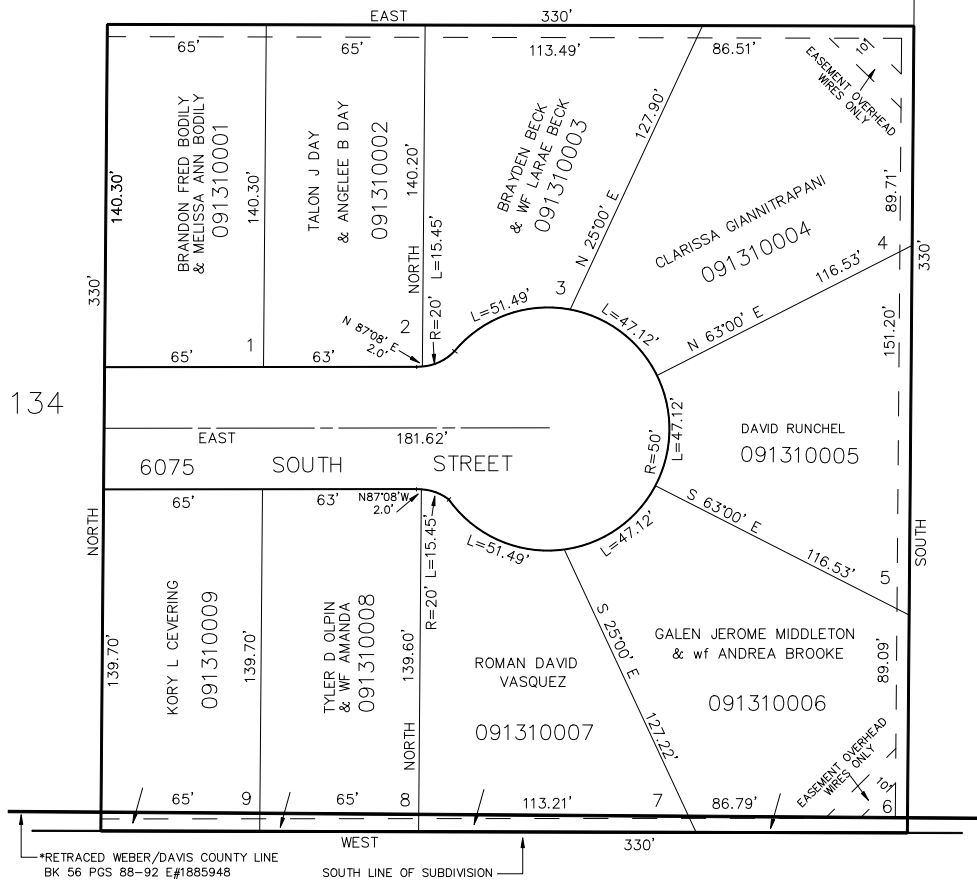 EAST 330'
65' 65' 113.49' 86.51'
10'
EASEMENT OVERHEAD
WIRES ONLY
140.30'
BRANDON FRED BODILY
& MELISSA ANN BODILY
091310001
140.30'
TALON J DAY
& ANGELEE B DAY
091310002
140.20'
NORTH
BRAYDEN BECK
& WF LARAE BECK
091310003
127.90'
N 25°00' E
CLARISSA GIANNITRAPANI
091310004
89.71'
4
330'
116.53'
N 63°00' E
330'
R=20' L=15.45'
3
L=51.49'
L=47.12'
N 87°08' E
2.0'
2
1
65' 63'
151.20'
134
EAST 181.62'
6075 SOUTH STREET
R=50'
L=47.12'
DAVID RUNCHEL
091310005
65' 63'
N87°08'W
2.0'
R=20' L=15.45'
L=51.49'
L=47.12'
S 63°00' E
116.53'
5
NORTH
SOUTH
139.70'
KORY L CEVERING
091310009
139.70'
TYLER D OLPIN
& WF AMANDA
091310008
139.60'
NORTH
ROMAN DAVID
VASQUEZ
091310007
S 25°00' E
127.22'
GALEN JEROME MIDDLETON
& wf ANDREA BROOKE
091310006
89.09'
EASEMENT OVERHEAD
WIRES ONLY
10'
65' 9 65' 8 113.21' 7 86.79' 6
WEST 330'
*RETRACED WEBER/DAVIS COUNTY LINE
BK 56 PGS 88-92 E#1885948
SOUTH LINE OF SUBDIVISION